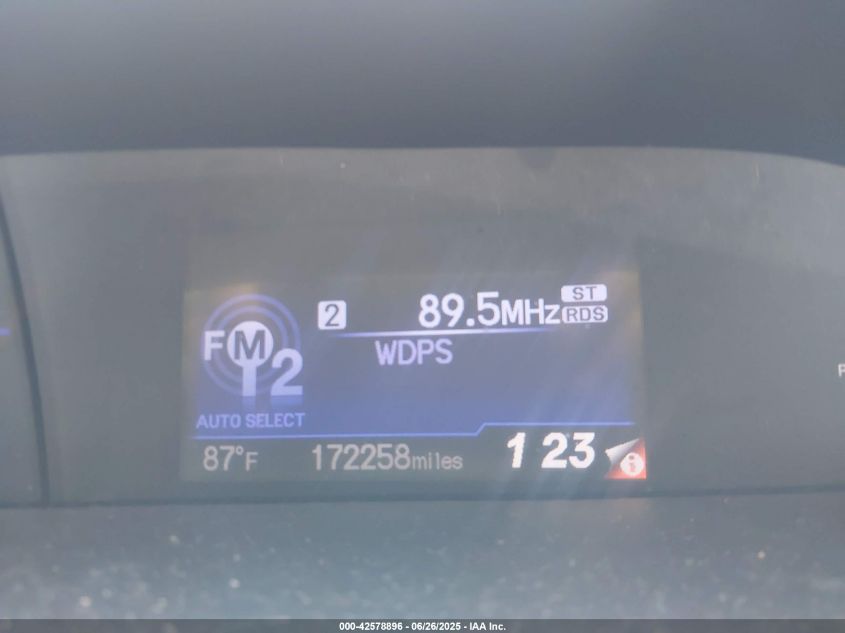 2 89.5MHz ST
RDS
FM2
WDPS
AUTO SELECT
87°F 172258miles 1 23 i
P
000-42578896 - 06/26/2025 - IAA Inc.